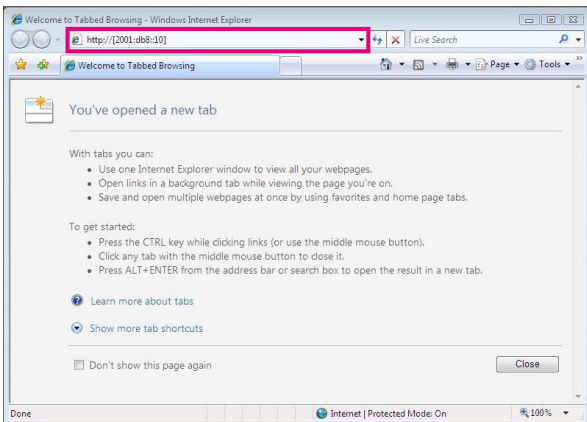 Welcome to Tabbed Browsing - Windows Internet Explorer
http://[2001:db8::10]
Live Search
Welcome to Tabbed Browsing
Page
Tools
You've opened a new tab
With tabs you can:
Use one Internet Explorer window to view all your webpages.
Open links in a background tab while viewing the page you're on.
Save and open multiple webpages at once by using favorites and home page tabs.
To get started:
Press the CTRL key while clicking links (or use the middle mouse button).
Click any tab with the middle mouse button to close it.
Press ALT+ENTER from the address bar or search box to open the result in a new tab.
Learn more about tabs
Show more tab shortcuts
Don't show this page again
Close
Done
Internet | Protected Mode: On
100%